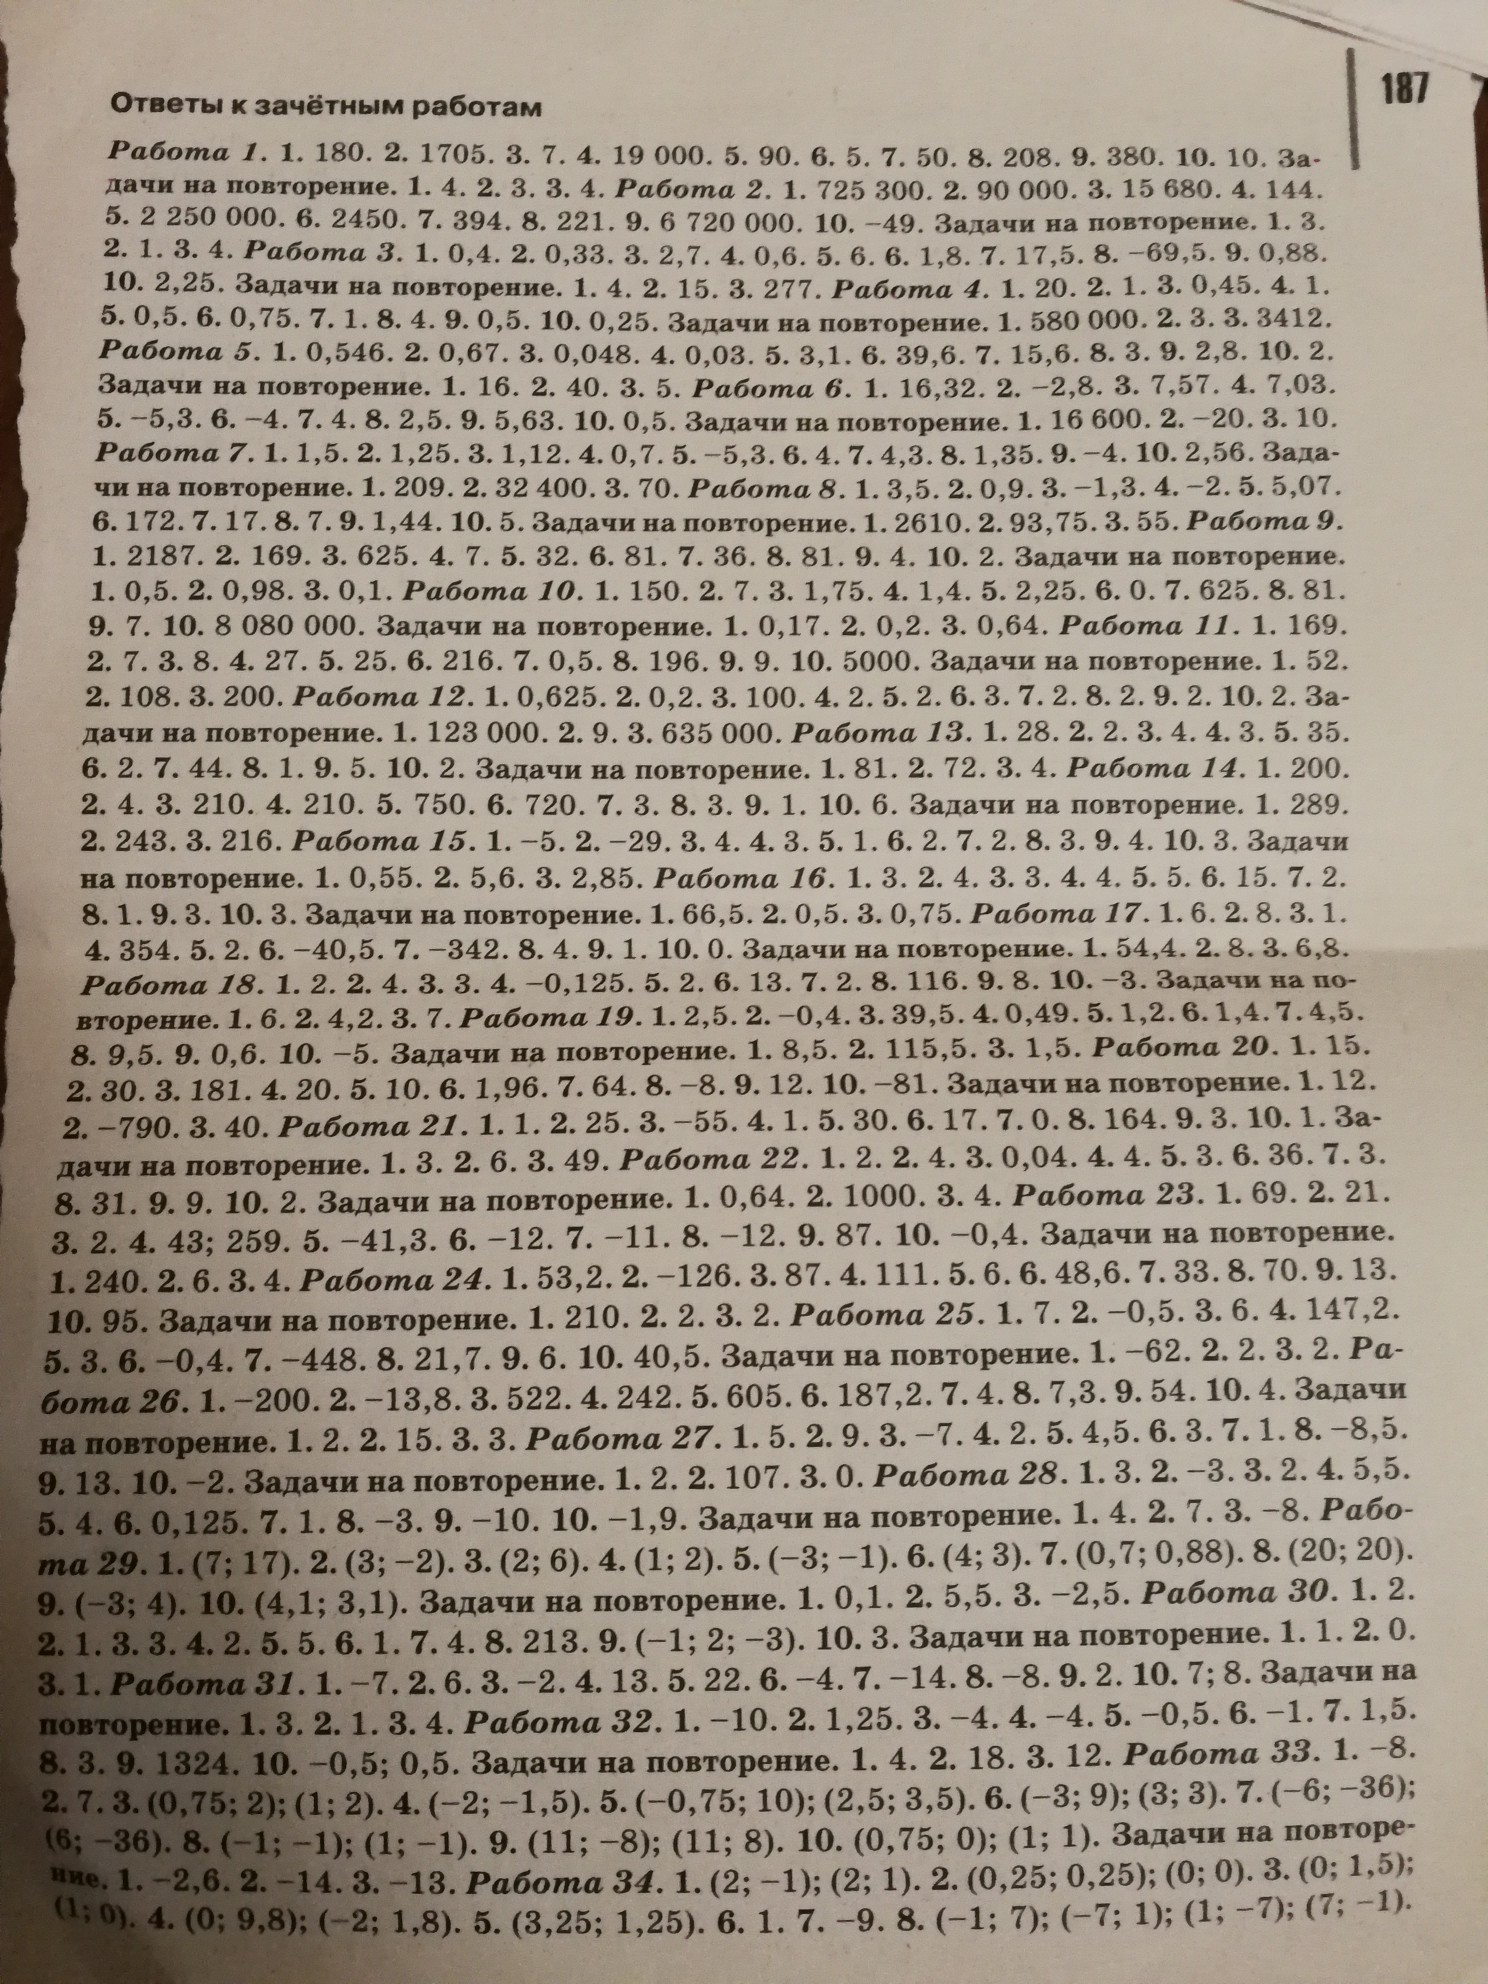 187
Ответы к зачётным работам
Работа 1. 1. 180. 2. 1705. 3. 7. 4. 19 000. 5. 90. 6. 5. 7. 50. 8. 208. 9. 380. 10. 10. За-
дачи на повторение. 1. 4. 2. 3. 3. 4. Работа 2. 1. 725 300. 2. 90 000. 3. 15 680. 4. 144.
5. 2 250 000. 6. 2450. 7. 394. 8. 221. 9. 6 720 000. 10. −49. Задачи на повторение. 1. 3.
2. 1. 3. 4. Работа 3. 1. 0,4. 2. 0,33. 3. 2,7. 4. 0,6. 5. 6. 6. 1,8. 7. 17,5. 8. −69,5. 9. 0,88.
10. 2,25. Задачи на повторение. 1. 4. 2. 15. 3. 277. Работа 4. 1. 20. 2. 1. 3. 0,45. 4. 1.
5. 0,5. 6. 0,75. 7. 1. 8. 4. 9. 0,5. 10. 0,25. Задачи на повторение. 1. 580 000. 2. 3. 3. 3412.
Работа 5. 1. 0,546. 2. 0,67. 3. 0,048. 4. 0,03. 5. 3,1. 6. 39,6. 7. 15,6. 8. 3. 9. 2,8. 10. 2.
Задачи на повторение. 1. 16. 2. 40. 3. 5. Работа 6. 1. 16,32. 2. −2,8. 3. 7,57. 4. 7,03.
5. −5,3. 6. −4. 7. 4. 8. 2,5. 9. 5,63. 10. 0,5. Задачи на повторение. 1. 16 600. 2. −20. 3. 10.
Работа 7. 1. 1,5. 2. 1,25. 3. 1,12. 4. 0,7. 5. −5,3. 6. 4. 7. 4,3. 8. 1,35. 9. −4. 10. 2,56. Зада-
чи на повторение. 1. 209. 2. 32 400. 3. 70. Работа 8. 1. 3,5. 2. 0,9. 3. −1,3. 4. −2. 5. 5,07.
6. 172. 7. 17. 8. 7. 9. 1,44. 10. 5. Задачи на повторение. 1. 2610. 2. 93,75. 3. 55. Работа 9.
1. 2187. 2. 169. 3. 625. 4. 7. 5. 32. 6. 81. 7. 36. 8. 81. 9. 4. 10. 2. Задачи на повторение.
1. 0,5. 2. 0,98. 3. 0,1. Работа 10. 1. 150. 2. 7. 3. 1,75. 4. 1,4. 5. 2,25. 6. 0. 7. 625. 8. 81.
9. 7. 10. 8 080 000. Задачи на повторение. 1. 0,17. 2. 0,2. 3. 0,64. Работа 11. 1. 169.
2. 7. 3. 8. 4. 27. 5. 25. 6. 216. 7. 0,5. 8. 196. 9. 9. 10. 5000. Задачи на повторение. 1. 52.
2. 108. 3. 200. Работа 12. 1. 0,625. 2. 0,2. 3. 100. 4. 2. 5. 2. 6. 3. 7. 2. 8. 2. 9. 2. 10. 2. За-
дачи на повторение. 1. 123 000. 2. 9. 3. 635 000. Работа 13. 1. 28. 2. 2. 3. 4. 4. 3. 5. 35.
6. 2. 7. 44. 8. 1. 9. 5. 10. 2. Задачи на повторение. 1. 81. 2. 72. 3. 4. Работа 14. 1. 200.
2. 4. 3. 210. 4. 210. 5. 750. 6. 720. 7. 3. 8. 3. 9. 1. 10. 6. Задачи на повторение. 1. 289.
2. 243. 3. 216. Работа 15. 1. −5. 2. −29. 3. 4. 4. 3. 5. 1. 6. 2. 7. 2. 8. 3. 9. 4. 10. 3. Задачи
на повторение. 1. 0,55. 2. 5,6. 3. 2,85. Работа 16. 1. 3. 2. 4. 3. 3. 4. 4. 5. 5. 6. 15. 7. 2.
8. 1. 9. 3. 10. 3. Задачи на повторение. 1. 66,5. 2. 0,5. 3. 0,75. Работа 17. 1. 6. 2. 8. 3. 1.
4. 354. 5. 2. 6. −40,5. 7. −342. 8. 4. 9. 1. 10. 0. Задачи на повторение. 1. 54,4. 2. 8. 3. 6,8.
Работа 18. 1. 2. 2. 4. 3. 3. 4. −0,125. 5. 2. 6. 13. 7. 2. 8. 116. 9. 8. 10. −3. Задачи на по-
вторение. 1. 6. 2. 4,2. 3. 7. Работа 19. 1. 2,5. 2. −0,4. 3. 39,5. 4. 0,49. 5. 1,2. 6. 1,4. 7. 4,5.
8. 9,5. 9. 0,6. 10. −5. Задачи на повторение. 1. 8,5. 2. 115,5. 3. 1,5. Работа 20. 1. 15.
2. 30. 3. 181. 4. 20. 5. 10. 6. 1,96. 7. 64. 8. −8. 9. 12. 10. −81. Задачи на повторение. 1. 12.
2. −790. 3. 40. Работа 21. 1. 1. 2. 25. 3. −55. 4. 1. 5. 30. 6. 17. 7. 0. 8. 164. 9. 3. 10. 1. За-
дачи на повторение. 1. 3. 2. 6. 3. 49. Работа 22. 1. 2. 2. 4. 3. 0,04. 4. 4. 5. 3. 6. 36. 7. 3.
8. 31. 9. 9. 10. 2. Задачи на повторение. 1. 0,64. 2. 1000. 3. 4. Работа 23. 1. 69. 2. 21.
3. 2. 4. 43; 259. 5. −41,3. 6. −12. 7. −11. 8. −12. 9. 87. 10. −0,4. Задачи на повторение.
1. 240. 2. 6. 3. 4. Работа 24. 1. 53,2. 2. −126. 3. 87. 4. 111. 5. 6. 6. 48,6. 7. 33. 8. 70. 9. 13.
10. 95. Задачи на повторение. 1. 210. 2. 2. 3. 2. Работа 25. 1. 7. 2. −0,5. 3. 6. 4. 147,2.
5. 3. 6. −0,4. 7. −448. 8. 21,7. 9. 6. 10. 40,5. Задачи на повторение. 1. −62. 2. 2. 3. 2. Ра-
бота 26. 1. −200. 2. −13,8. 3. 522. 4. 242. 5. 605. 6. 187,2. 7. 4. 8. 7,3. 9. 54. 10. 4. Задачи
на повторение. 1. 2. 2. 15. 3. 3. Работа 27. 1. 5. 2. 9. 3. −7. 4. 2. 5. 4,5. 6. 3. 7. 1. 8. −8,5.
9. 13. 10. −2. Задачи на повторение. 1. 2. 2. 107. 3. 0. Работа 28. 1. 3. 2. −3. 3. 2. 4. 5,5.
5. 4. 6. 0,125. 7. 1. 8. −3. 9. −10. 10. −1,9. Задачи на повторение. 1. 4. 2. 7. 3. −8. Рабо-
та 29. 1. (7; 17). 2. (3; −2). 3. (2; 6). 4. (1; 2). 5. (−3; −1). 6. (4; 3). 7. (0,7; 0,88). 8. (20; 20).
9. (−3; 4). 10. (4,1; 3,1). Задачи на повторение. 1. 0,1. 2. 5,5. 3. −2,5. Работа 30. 1. 2.
2. 1. 3. 3. 4. 2. 5. 5. 6. 1. 7. 4. 8. 213. 9. (−1; 2; −3). 10. 3. Задачи на повторение. 1. 1. 2. 0.
3. 1. Работа 31. 1. −7. 2. 6. 3. −2. 4. 13. 5. 22. 6. −4. 7. −14. 8. −8. 9. 2. 10. 7; 8. Задачи на
повторение. 1. 3. 2. 1. 3. 4. Работа 32. 1. −10. 2. 1,25. 3. −4. 4. −4. 5. −0,5. 6. −1. 7. 1,5.
8. 3. 9. 1324. 10. −0,5; 0,5. Задачи на повторение. 1. 4. 2. 18. 3. 12. Работа 33. 1. −8.
2. 7. 3. (0,75; 2); (1; 2). 4. (−2; −1,5). 5. (−0,75; 10); (2,5; 3,5). 6. (−3; 9); (3; 3). 7. (−6; −36);
(6; −36). 8. (−1; −1); (1; −1). 9. (11; −8); (11; 8). 10. (0,75; 0); (1; 1). Задачи на повторе-
ние. 1. −2,6. 2. −14. 3. −13. Работа 34. 1. (2; −1); (2; 1). 2. (0,25; 0,25); (0; 0). 3. (0; 1,5);
(1; 0). 4. (0; 9,8); (−2; 1,8). 5. (3,25; 1,25). 6. 1. 7. −9. 8. (−1; 7); (−7; 1); (1; −7); (7; −1).